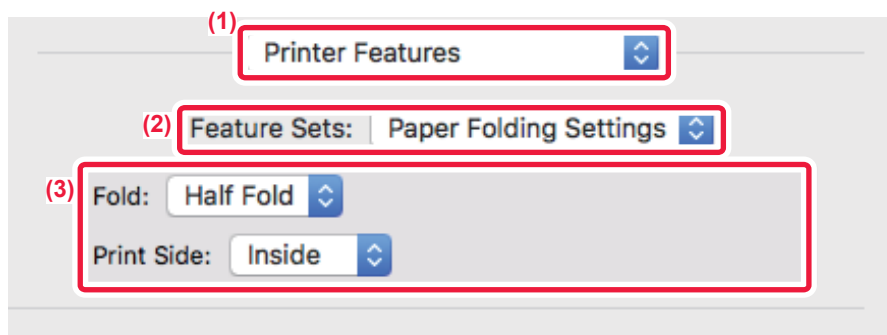 (1)
Printer Features
(2)
Feature Sets: Paper Folding Settings
(3)
Fold: Half Fold
Print Side: Inside